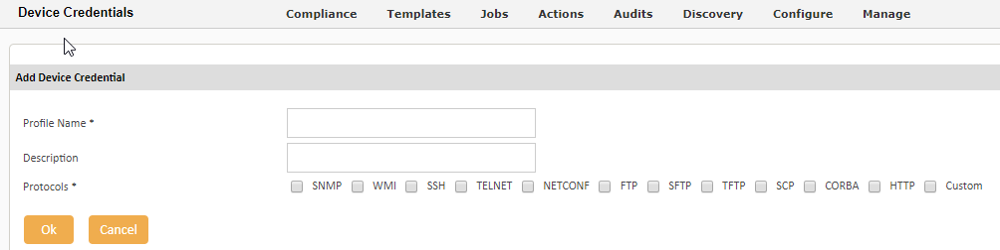 Device Credentials Compliance Templates Jobs Actions Audits Discovery Configure Manage
Add Device Credential
Profile Name *
Description
Protocols * SNMP WMI SSH TELNET NETCONF FTP SFTP TFTP SCP CORBA HTTP Custom
Ok Cancel